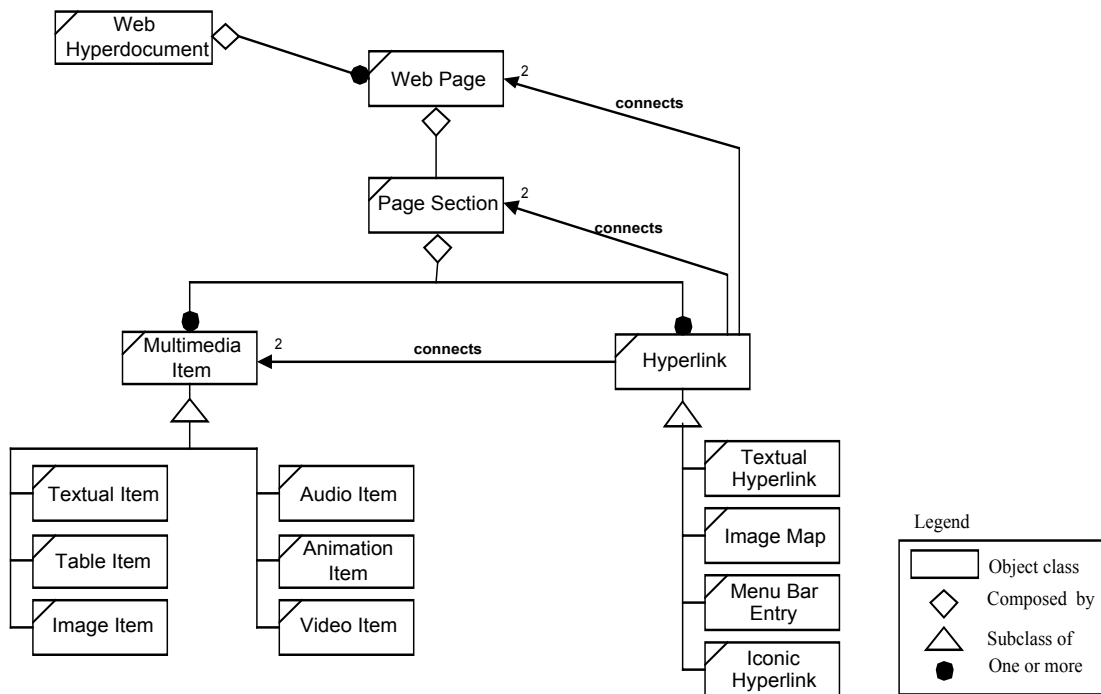 Web
Hyperdocument
Web Page
2
connects
Page Section
2
connects
Multimedia
Item
2
connects
Hyperlink
Textual Item
Table Item
Image Item
Audio Item
Animation
Item
Video Item
Textual
Hyperlink
Image Map
Menu Bar
Entry
Iconic
Hyperlink
Legend
Object class
Composed by
Subclass of
One or more